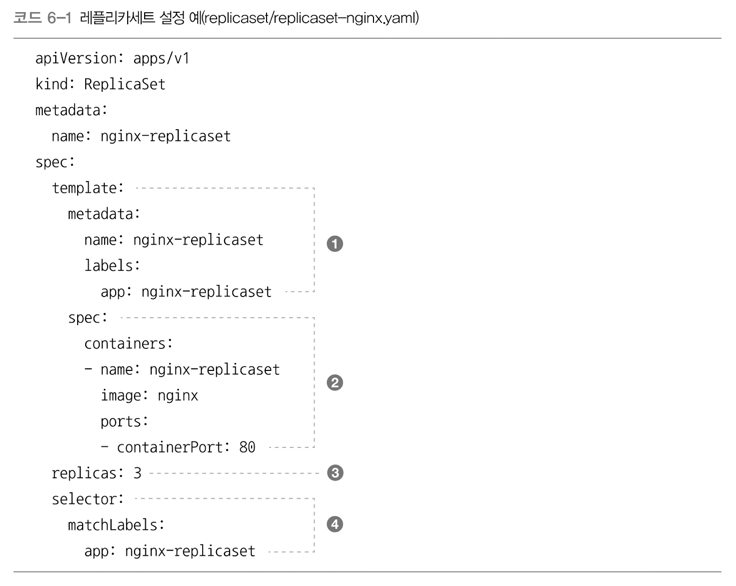 코드 6-1 레플리카세트 설정 예(replicaset/replicaset-nginx.yaml)
apiVersion: apps/v1
kind: ReplicaSet
metadata:
  name: nginx-replicaset
spec:
  template:
    metadata:
      name: nginx-replicaset
❶
      labels:
        app: nginx-replicaset
    spec:
      containers:
      - name: nginx-replicaset
❷
        image: nginx
        ports:
        - containerPort: 80
  replicas: 3 ❸
  selector:
    matchLabels: ❹
      app: nginx-replicaset